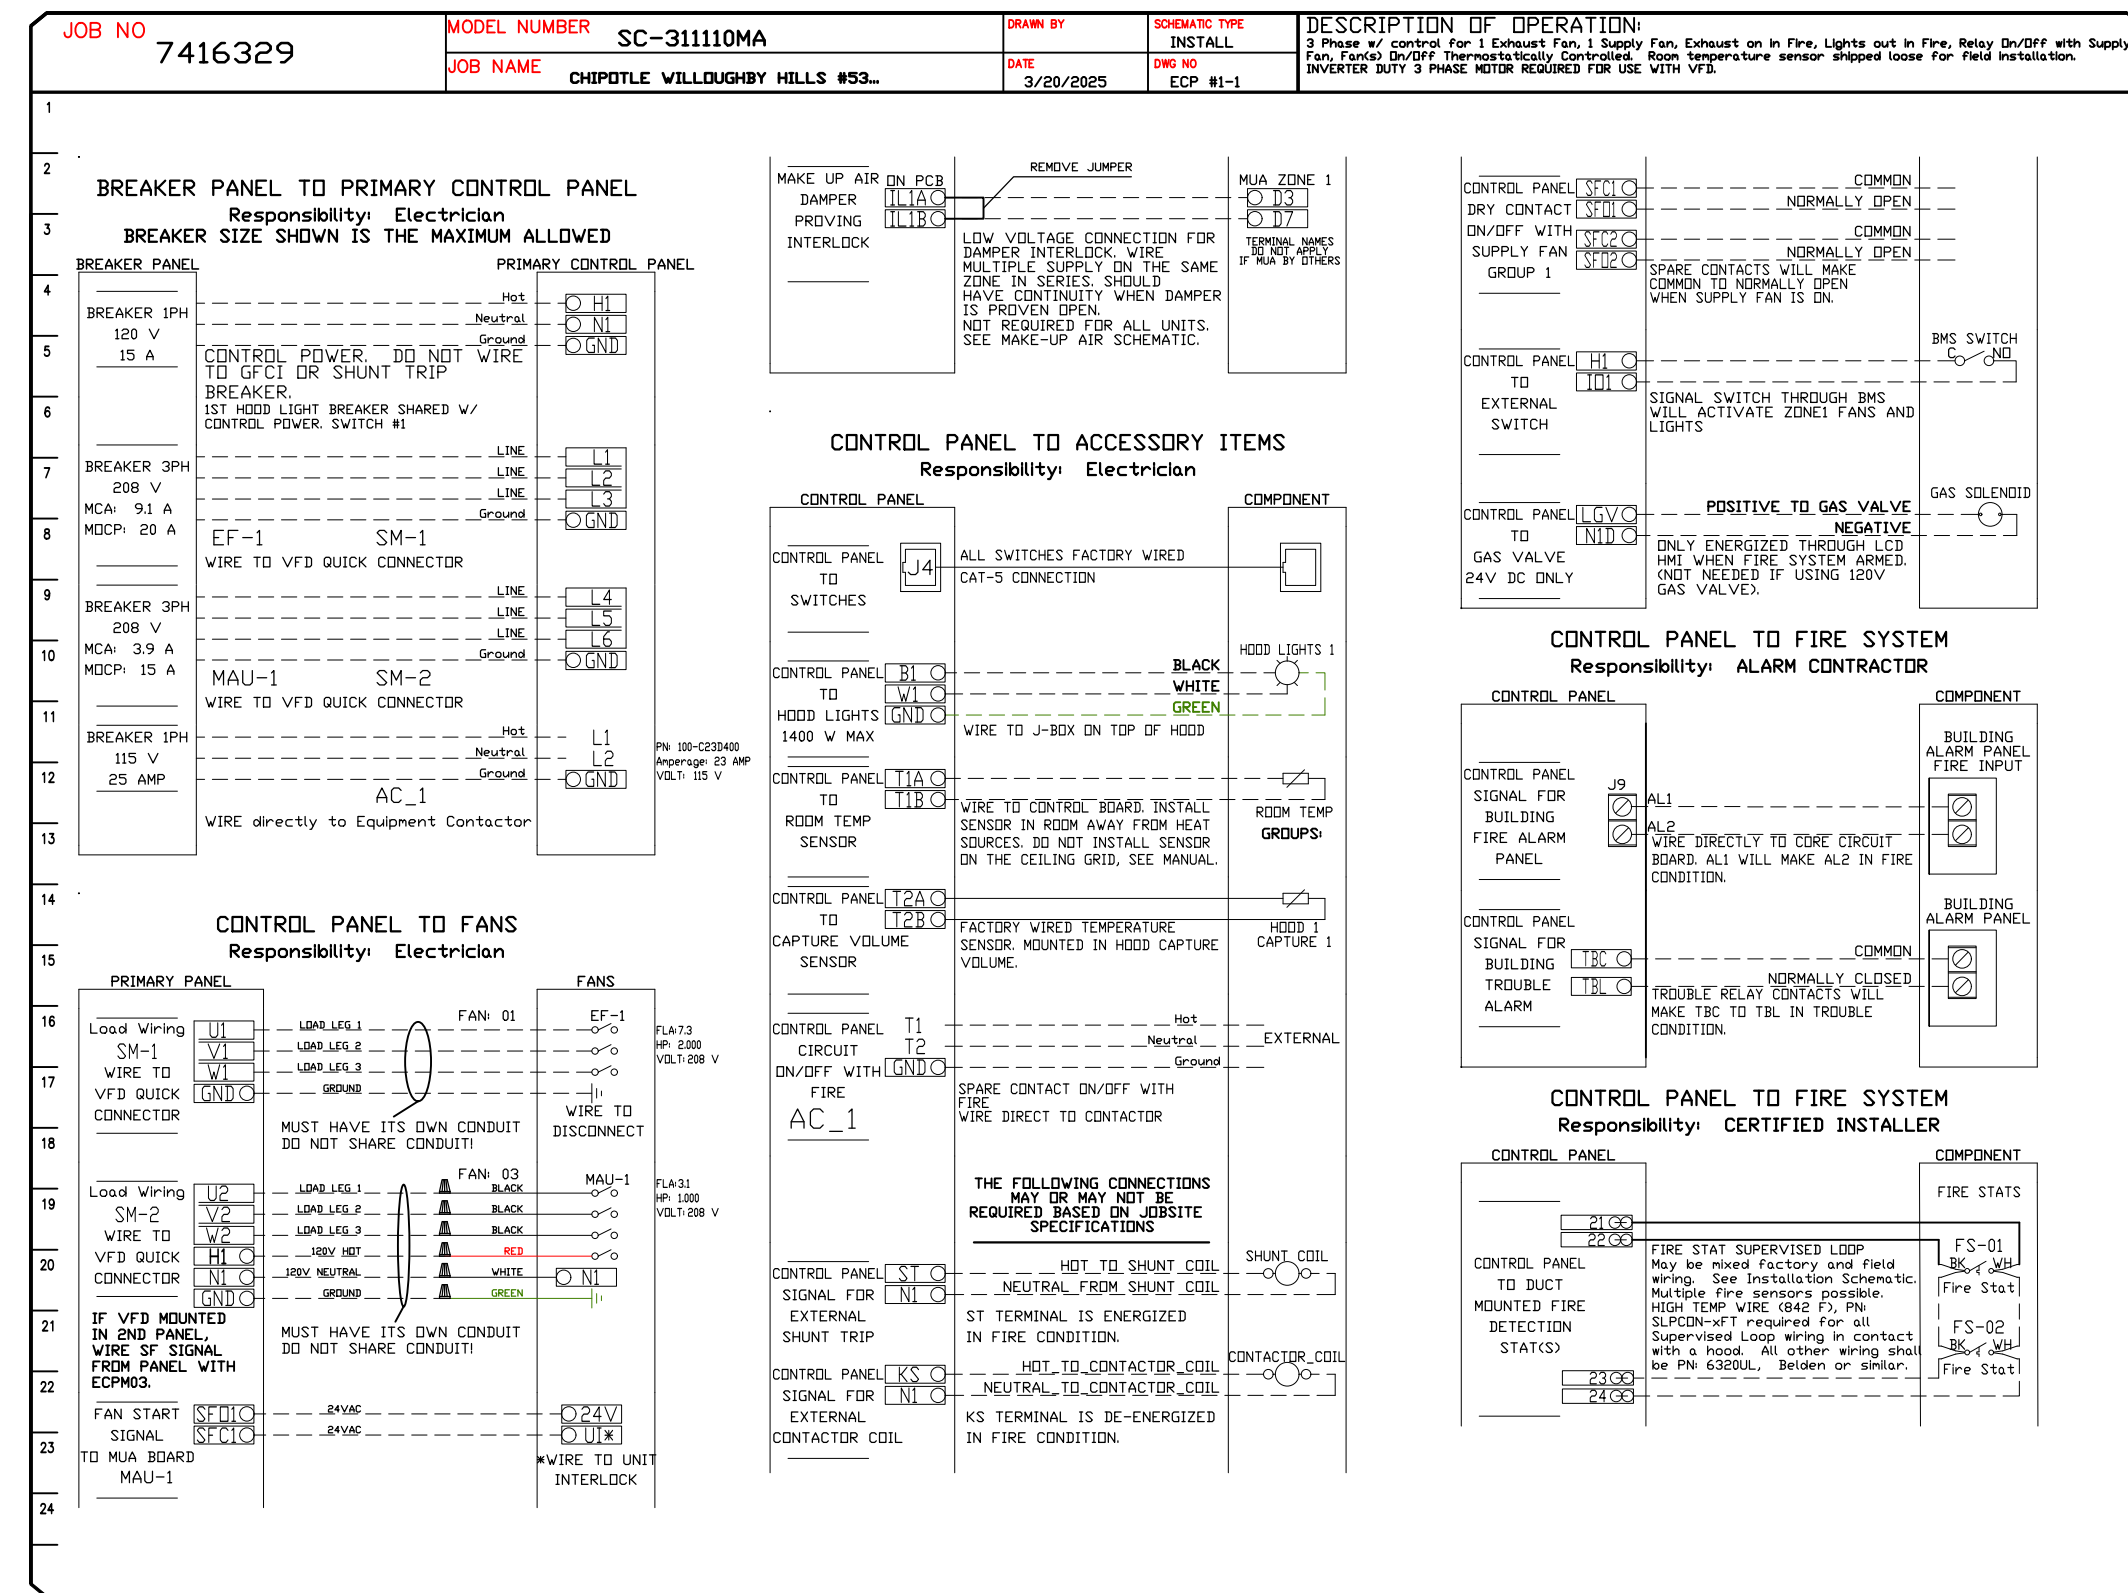 JOB NO
7416329
MODEL NUMBER
SC-311110MA
JOB NAME
CHIPOTLE WILLOUGHBY HILLS #53...
DRAWN BY
DATE
3/20/2025
SCHEMATIC TYPE
INSTALL
DWG NO
ECP #1-1
DESCRIPTION OF OPERATION:
3 Phase w/ control for 1 Exhaust Fan, 1 Supply Fan, Exhaust on in Fire, Lights out in Fire, Relay On/Off with Supply
Fan, Fan(s) On/Off Thermostatically Controlled. Room temperature sensor shipped loose for field installation.
INVERTER DUTY 3 PHASE MOTOR REQUIRED FOR USE WITH VFD.
1
2
3
4
5
6
7
8
9
10
11
12
13
14
15
16
17
18
19
20
21
22
23
24
BREAKER PANEL TO PRIMARY CONTROL PANEL
Responsibility: Electrician
BREAKER SIZE SHOWN IS THE MAXIMUM ALLOWED
BREAKER PANEL
PRIMARY CONTROL PANEL
BREAKER 1PH
120 V
15 A
Hot
H1
Neutral
N1
Ground
GND
CONTROL POWER. DO NOT WIRE
TO GFCI OR SHUNT TRIP
BREAKER.
1ST HOOD LIGHT BREAKER SHARED W/
CONTROL POWER. SWITCH #1
BREAKER 3PH
208 V
MCA: 9.1 A
MOCP: 20 A
LINE
L1
LINE
L2
LINE
L3
Ground
GND
EF-1
SM-1
WIRE TO VFD QUICK CONNECTOR
BREAKER 3PH
208 V
MCA: 3.9 A
MOCP: 15 A
LINE
L4
LINE
L5
LINE
L6
Ground
GND
MAU-1
SM-2
WIRE TO VFD QUICK CONNECTOR
BREAKER 1PH
115 V
25 AMP
Hot
L1
Neutral
L2
Ground
GND
PN: 100-C23D400
Amperage: 23 AMP
VOLT: 115 V
AC_1
WIRE directly to Equipment Contactor
CONTROL PANEL TO FANS
Responsibility: Electrician
PRIMARY PANEL
FANS
Load Wiring
SM-1
WIRE TO
VFD QUICK
CONNECTOR
U1
V1
W1
GND
LOAD LEG 1
LOAD LEG 2
LOAD LEG 3
GROUND
FAN: 01
EF-1
FLA:7.3
HP: 2.000
VOLT: 208 V
MUST HAVE ITS OWN CONDUIT
DO NOT SHARE CONDUIT!
WIRE TO
DISCONNECT
Load Wiring
SM-2
WIRE TO
VFD QUICK
CONNECTOR
U2
V2
W2
H1
N1
GND
LOAD LEG 1
LOAD LEG 2
LOAD LEG 3
120V HOT
120V NEUTRAL
GROUND
FAN: 03
BLACK
BLACK
BLACK
RED
WHITE
GREEN
MAU-1
N1
FLA:3.1
HP: 1.000
VOLT: 208 V
IF VFD MOUNTED
IN 2ND PANEL,
WIRE SF SIGNAL
FROM PANEL WITH
ECPM03.
MUST HAVE ITS OWN CONDUIT
DO NOT SHARE CONDUIT!
FAN START
SIGNAL
TO MUA BOARD
MAU-1
SFO1
SFC1
24VAC
24VAC
24V
UI*
*WIRE TO UNIT
INTERLOCK
MAKE UP AIR
DAMPER
PROVING
INTERLOCK
ON PCB
IL1A
IL1B
REMOVE JUMPER
MUA ZONE 1
D3
D7
TERMINAL NAMES
DO NOT APPLY
IF MUA BY OTHERS
LOW VOLTAGE CONNECTION FOR
DAMPER INTERLOCK. WIRE
MULTIPLE SUPPLY ON THE SAME
ZONE IN SERIES. SHOULD
HAVE CONTINUITY WHEN DAMPER
IS PROVEN OPEN.
NOT REQUIRED FOR ALL UNITS.
SEE MAKE-UP AIR SCHEMATIC.
CONTROL PANEL TO ACCESSORY ITEMS
Responsibility: Electrician
CONTROL PANEL
COMPONENT
CONTROL PANEL
TO
SWITCHES
J4
ALL SWITCHES FACTORY WIRED
CAT-5 CONNECTION
CONTROL PANEL
TO
HOOD LIGHTS
1400 W MAX
B1
W1
GND
BLACK
WHITE
GREEN
HOOD LIGHTS 1
WIRE TO J-BOX ON TOP OF HOOD
CONTROL PANEL
TO
ROOM TEMP
SENSOR
T1A
T1B
WIRE TO CONTROL BOARD. INSTALL
SENSOR IN ROOM AWAY FROM HEAT
SOURCES. DO NOT INSTALL SENSOR
ON THE CEILING GRID, SEE MANUAL.
ROOM TEMP
GROUPS:
CONTROL PANEL
TO
CAPTURE VOLUME
SENSOR
T2A
T2B
FACTORY WIRED TEMPERATURE
SENSOR. MOUNTED IN HOOD CAPTURE
VOLUME.
HOOD 1
CAPTURE 1
CONTROL PANEL
CIRCUIT
ON/OFF WITH
FIRE
AC_1
T1
T2
GND
Hot
Neutral
Ground
EXTERNAL
SPARE CONTACT ON/OFF WITH
FIRE
WIRE DIRECT TO CONTACTOR
THE FOLLOWING CONNECTIONS
MAY OR MAY NOT BE
REQUIRED BASED ON JOBSITE
SPECIFICATIONS
CONTROL PANEL
SIGNAL FOR
EXTERNAL
SHUNT TRIP
ST
N1
HOT TO SHUNT COIL
NEUTRAL FROM SHUNT COIL
SHUNT COIL
ST TERMINAL IS ENERGIZED
IN FIRE CONDITION.
CONTROL PANEL
SIGNAL FOR
EXTERNAL
CONTACTOR COIL
KS
N1
HOT TO CONTACTOR COIL
NEUTRAL TO CONTACTOR COIL
CONTACTOR COIL
KS TERMINAL IS DE-ENERGIZED
IN FIRE CONDITION.
CONTROL PANEL
DRY CONTACT
ON/OFF WITH
SUPPLY FAN
GROUP 1
SFC1
SFO1
SFC2
SFO2
COMMON
NORMALLY OPEN
COMMON
NORMALLY OPEN
SPARE CONTACTS WILL MAKE
COMMON TO NORMALLY OPEN
WHEN SUPPLY FAN IS ON.
CONTROL PANEL
TO
EXTERNAL
SWITCH
H1
IO1
BMS SWITCH
C
NO
SIGNAL SWITCH THROUGH BMS
WILL ACTIVATE ZONE1 FANS AND
LIGHTS
CONTROL PANEL
TO
GAS VALVE
24V DC ONLY
LGV
N1D
POSITIVE TO GAS VALVE
NEGATIVE
GAS SOLENOID
ONLY ENERGIZED THROUGH LCD
HMI WHEN FIRE SYSTEM ARMED.
(NOT NEEDED IF USING 120V
GAS VALVE).
CONTROL PANEL TO FIRE SYSTEM
Responsibility: ALARM CONTRACTOR
CONTROL PANEL
COMPONENT
CONTROL PANEL
SIGNAL FOR
BUILDING
FIRE ALARM
PANEL
J9
AL1
AL2
BUILDING
ALARM PANEL
FIRE INPUT
WIRE DIRECTLY TO CORE CIRCUIT
BOARD. AL1 WILL MAKE AL2 IN FIRE
CONDITION.
CONTROL PANEL
SIGNAL FOR
BUILDING
TROUBLE
ALARM
TBC
TBL
COMMON
NORMALLY CLOSED
BUILDING
ALARM PANEL
TROUBLE RELAY CONTACTS WILL
MAKE TBC TO TBL IN TROUBLE
CONDITION.
CONTROL PANEL TO FIRE SYSTEM
Responsibility: CERTIFIED INSTALLER
CONTROL PANEL
COMPONENT
FIRE STATS
CONTROL PANEL
TO DUCT
MOUNTED FIRE
DETECTION
STAT(S)
21
22
23
24
FIRE STAT SUPERVISED LOOP
May be mixed factory and field
wiring. See Installation Schematic.
Multiple fire sensors possible.
HIGH TEMP WIRE (842 F), PN:
SLPCON-xFT required for all
Supervised Loop wiring in contact
with a hood. All other wiring shall
be PN: 6320UL, Belden or similar.
FS-01
BK
WH
Fire Stat
FS-02
BK
WH
Fire Stat